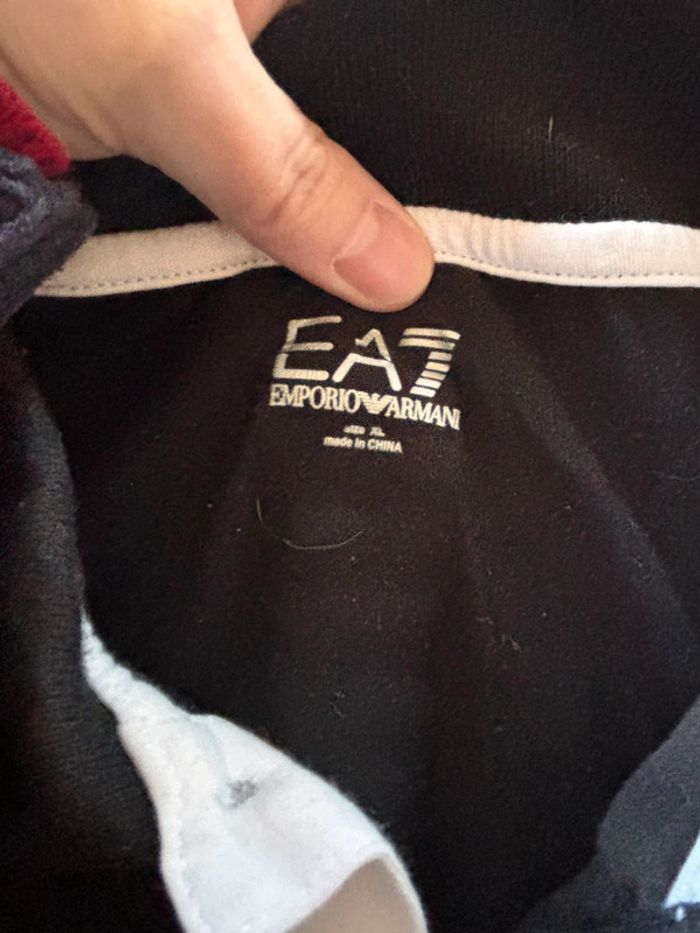 EA7
EMPORIO ARMANI
size XL
made in CHINA